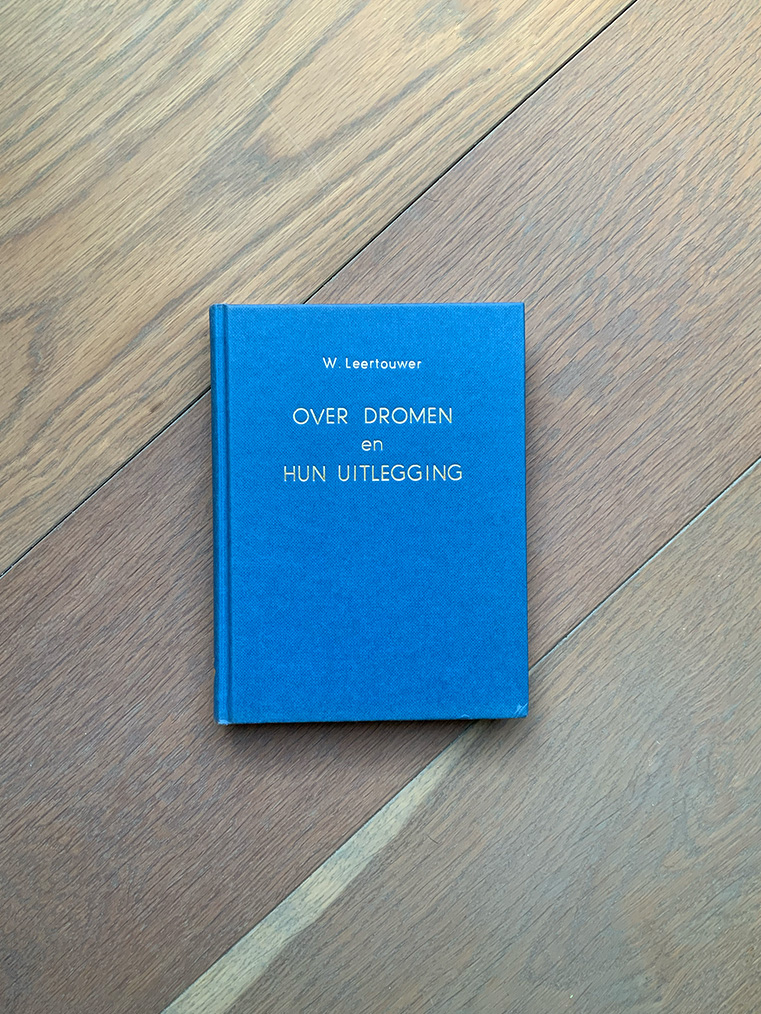 W. Leertouwer
OVER DROMEN
en
HUN UITLEGGING